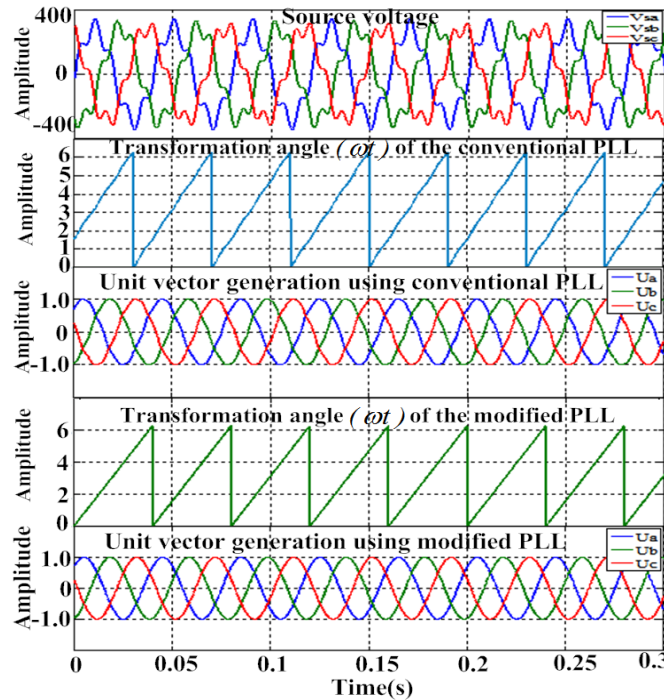 Source voltage
400
0
-400
Amplitude
Vsa
Vsb
Vsc
Transformation angle (ωt) of the conventional PLL
6
5
4
3
2
1
0
Amplitude
Unit vector generation using conventional PLL
1.0
0
-1.0
Amplitude
Ua
Ub
Uc
Transformation angle (ωt) of the modified PLL
6
4
2
0
Amplitude
Unit vector generation using modified PLL
1.0
0
-1.0
Amplitude
Ua
Ub
Uc
0 0.05 0.1 0.15 0.2 0.25 0.3
Time(s)